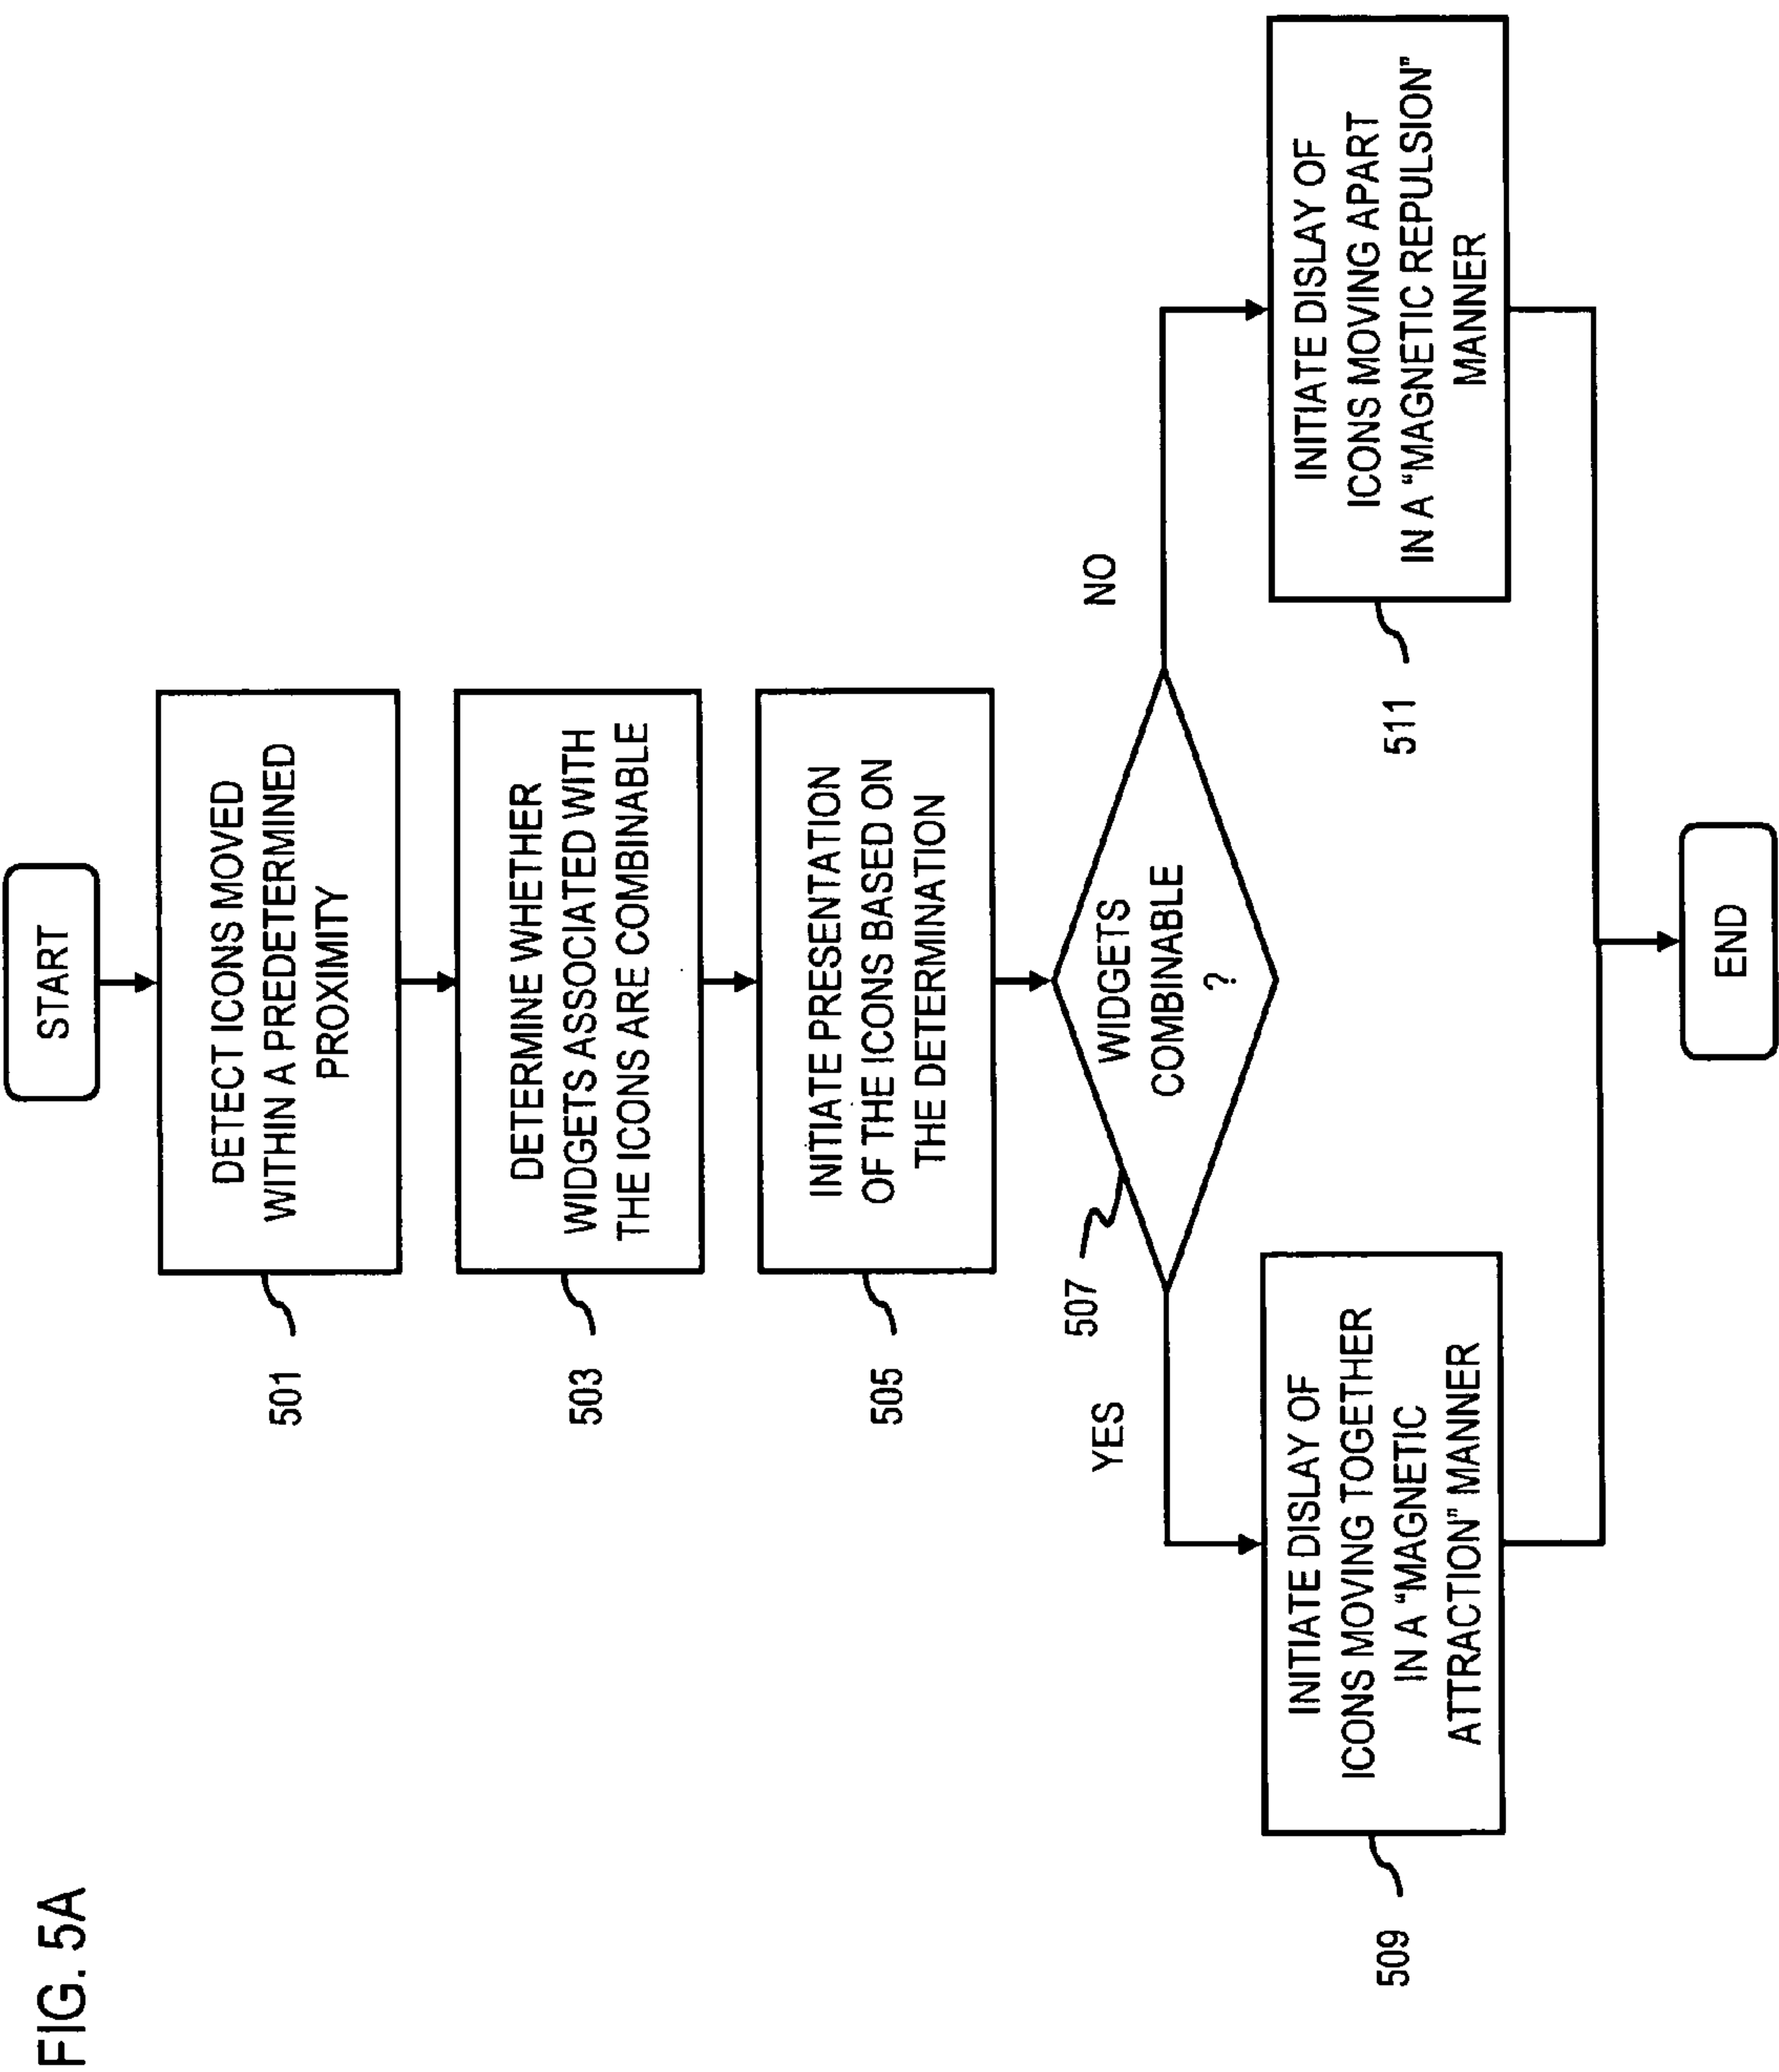 FIG. 5A
START
DETECT ICONS MOVED
WITHIN A PREDETERMINED
PROXIMITY
501
DETERMINE WHETHER
WIDGETS ASSOCIATED WITH
THE ICONS ARE COMBINABLE
503
INITIATE PRESENTATION
OF THE ICONS BASED ON
THE DETERMINATION
505
WIDGETS
COMBINABLE
?
507
YES
NO
INITIATE DISLAY OF
ICONS MOVING TOGETHER
IN A "MAGNETIC
ATTRACTION" MANNER
509
INITIATE DISPLAY OF
ICONS MOVING APART
IN A "MAGNETIC REPULSION"
MANNER
511
END